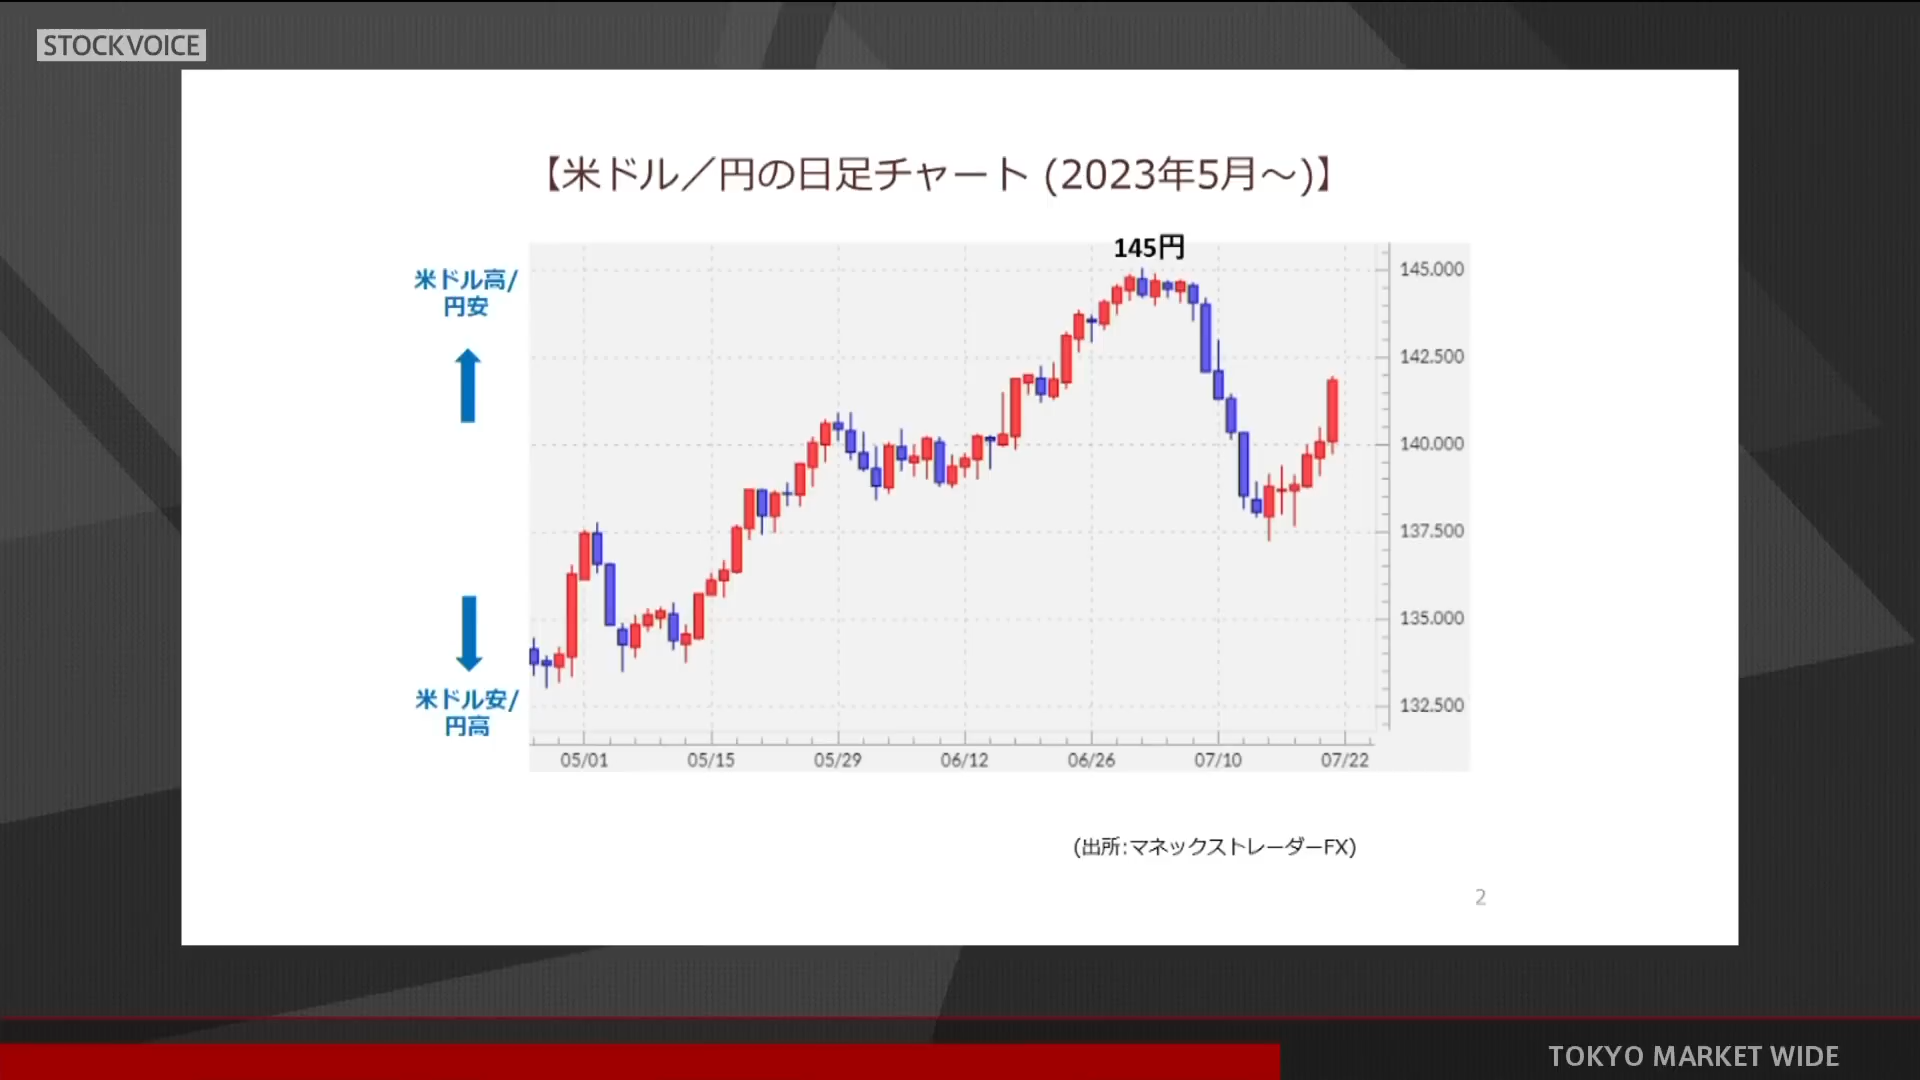 STOCKVOICE
【米ドル／円の日足チャート (2023年5月～)】
145円
米ドル高/
円安
米ドル安/
円高
145.000
142.500
140.000
137.500
135.000
132.500
05/01 05/15 05/29 06/12 06/26 07/10 07/22
(出所:マネックストレーダーFX)
2
TOKYO MARKET WIDE